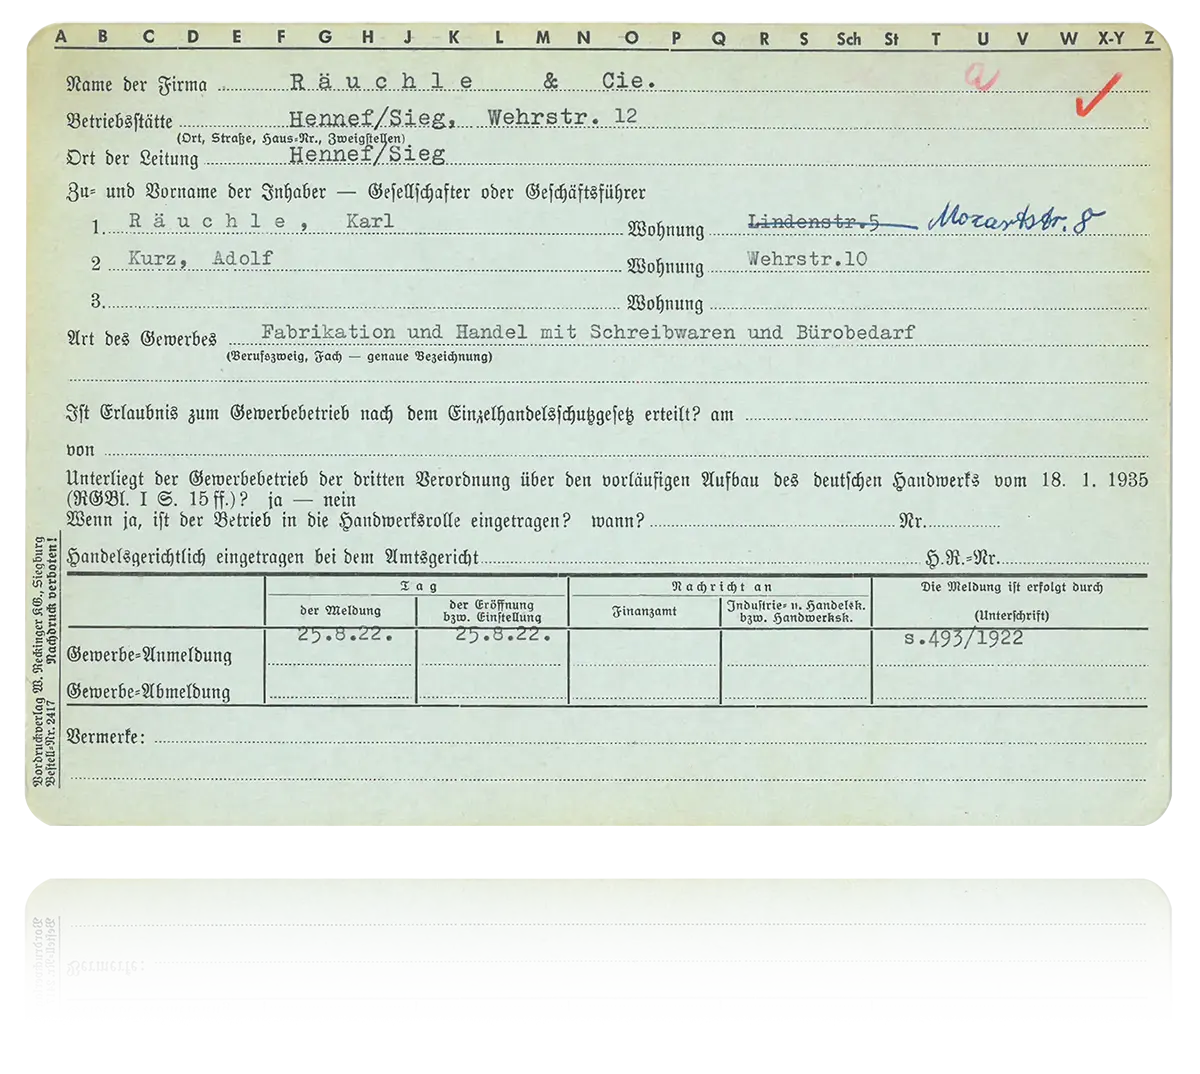 A B C D E F G H J K L M N O P Q R S Sch St T U V W X-Y Z
a
Name der Firma Räuchle & Cie.
Betriebsstätte Hennef/Sieg, Wehrstr. 12
(Ort, Straße, Haus-Nr., Zweigstellen)
Ort der Leitung Hennef/Sieg
Zu- und Vorname der Inhaber — Gesellschafter oder Geschäftsführer
1. Räuchle, Karl Wohnung Lindenstr.5 Mozartstr. 8
2 Kurz, Adolf Wohnung Wehrstr.10
3. Wohnung
Art des Gewerbes Fabrikation und Handel mit Schreibwaren und Bürobedarf
(Berufszweig, Fach — genaue Bezeichnung)
Ist Erlaubnis zum Gewerbebetrieb nach dem Einzelhandelsschutzgesetz erteilt? am
von
Unterliegt der Gewerbebetrieb der dritten Verordnung über den vorläufigen Aufbau des deutschen Handwerks vom 18. 1. 1935
(RGBl. I S. 15 ff.)? ja — nein
Wenn ja, ist der Betrieb in die Handwerksrolle eingetragen? wann? Nr.
Handelsgerichtlich eingetragen bei dem Amtsgericht H.R.-Nr.
Tag Nachricht an Die Meldung ist erfolgt durch
der Meldung der Eröffnung bzw. Einstellung Finanzamt Industrie- u. Handelsk. bzw. Handwerksk. (Unterschrift)
25.8.22. 25.8.22. s.493/1922
Gewerbe-Anmeldung
Gewerbe-Abmeldung
Vermerke:
Vordruckverlag W. Reckinger KG., Siegburg
Bestell-Nr. 2417 Nachdruck verboten!